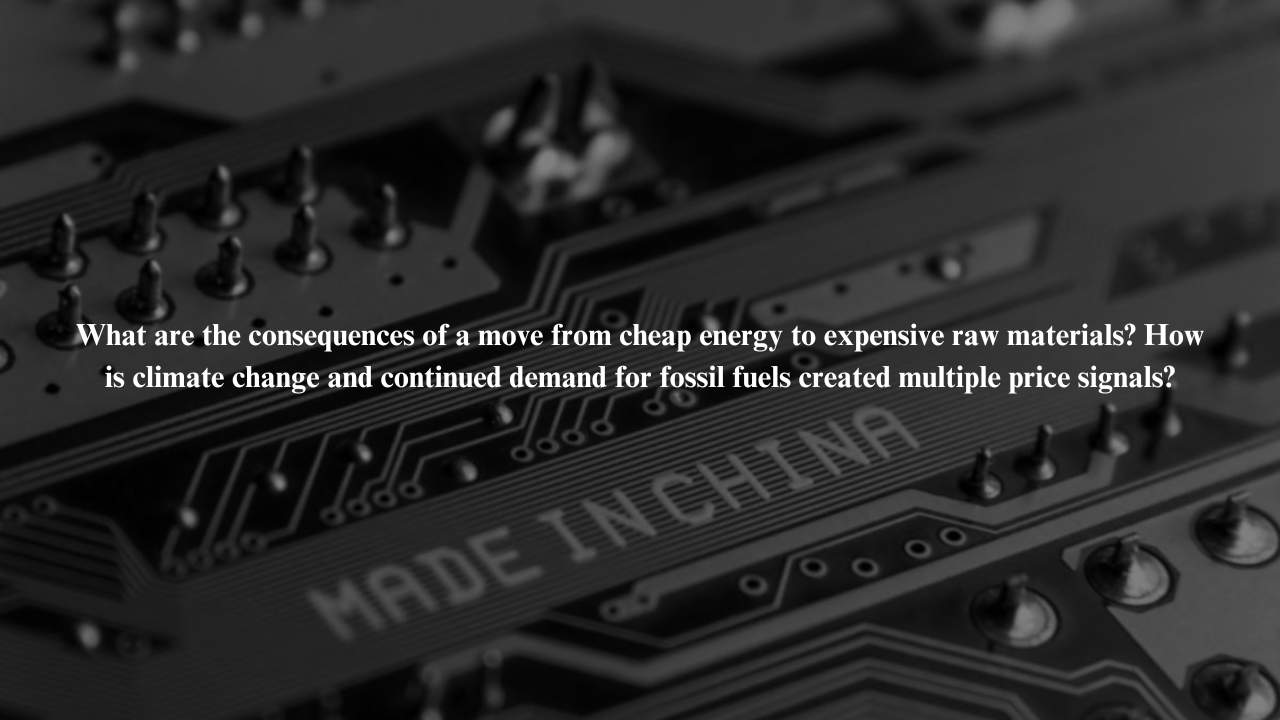 What are the consequences of a move from cheap energy to expensive raw materials? How
is climate change and continued demand for fossil fuels created multiple price signals?
MADE IN CHINA